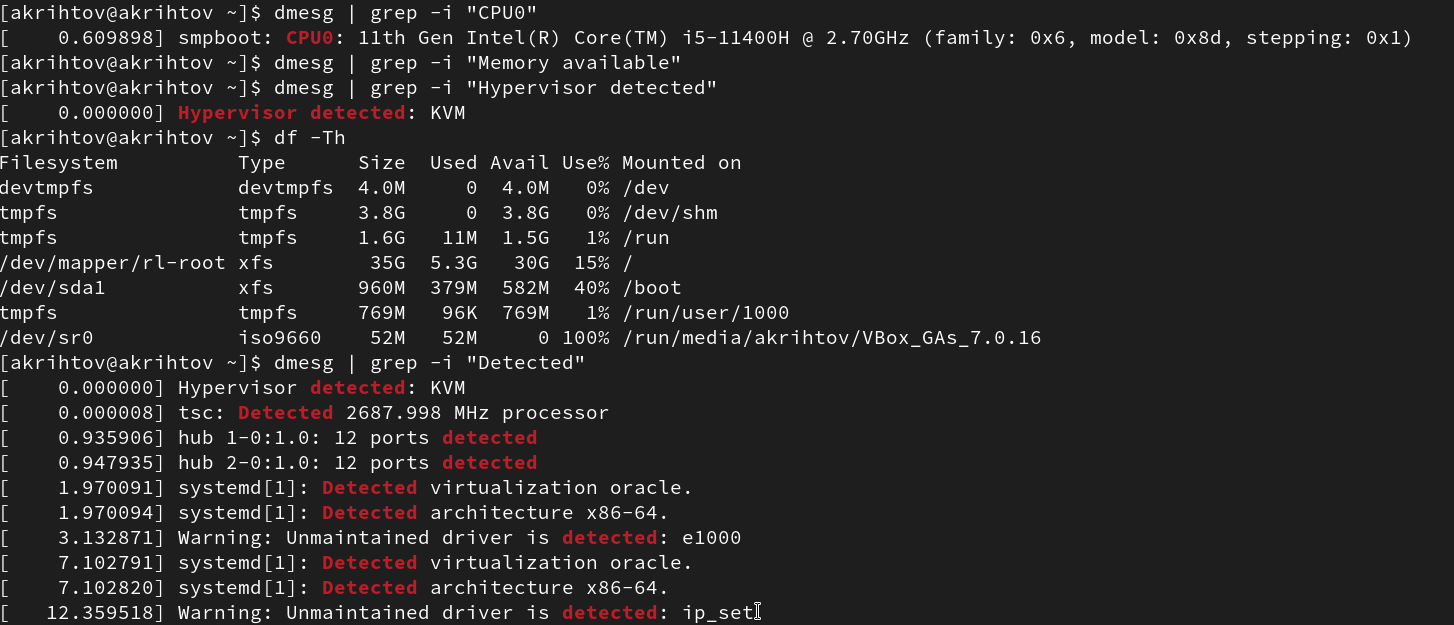 [akrihtov@akrihtov ~]$ dmesg | grep -i "CPU0"
[    0.609898] smpboot: CPU0: 11th Gen Intel(R) Core(TM) i5-11400H @ 2.70GHz (family: 0x6, model: 0x8d, stepping: 0x1)
[akrihtov@akrihtov ~]$ dmesg | grep -i "Memory available"
[akrihtov@akrihtov ~]$ dmesg | grep -i "Hypervisor detected"
[    0.000000] Hypervisor detected: KVM
[akrihtov@akrihtov ~]$ df -Th
Filesystem          Type      Size  Used Avail Use% Mounted on
devtmpfs            devtmpfs  4.0M     0  4.0M   0% /dev
tmpfs               tmpfs     3.8G     0  3.8G   0% /dev/shm
tmpfs               tmpfs     1.6G   11M  1.5G   1% /run
/dev/mapper/rl-root xfs        35G  5.3G   30G  15% /
/dev/sda1           xfs       960M  379M  582M  40% /boot
tmpfs               tmpfs     769M   96K  769M   1% /run/user/1000
/dev/sr0            iso9660    52M   52M     0 100% /run/media/akrihtov/VBox_GAs_7.0.16
[akrihtov@akrihtov ~]$ dmesg | grep -i "Detected"
[    0.000000] Hypervisor detected: KVM
[    0.000008] tsc: Detected 2687.998 MHz processor
[    0.935906] hub 1-0:1.0: 12 ports detected
[    0.947935] hub 2-0:1.0: 12 ports detected
[    1.970091] systemd[1]: Detected virtualization oracle.
[    1.970094] systemd[1]: Detected architecture x86-64.
[    3.132871] Warning: Unmaintained driver is detected: e1000
[    7.102791] systemd[1]: Detected virtualization oracle.
[    7.102820] systemd[1]: Detected architecture x86-64.
[   12.359518] Warning: Unmaintained driver is detected: ip_set